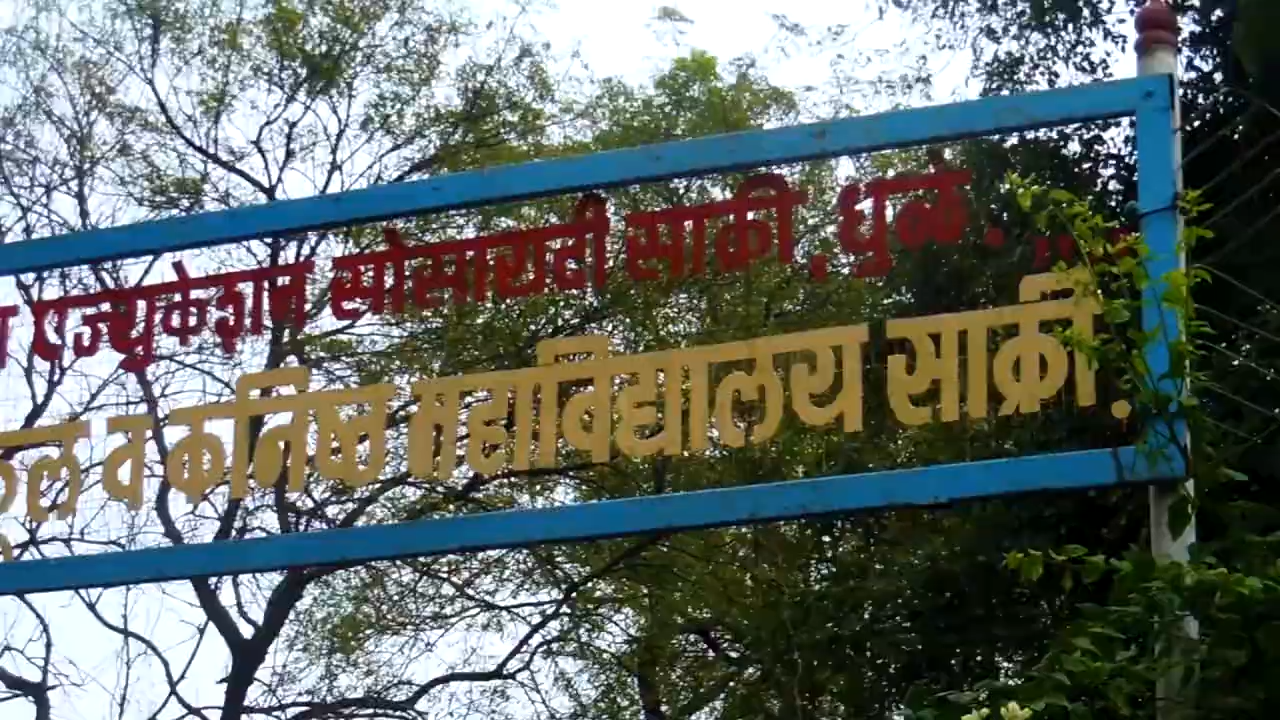 एज्युकेशन सोसायटी साक्री .धुळे.
व कनिष्ठ महाविद्यालय साक्री.